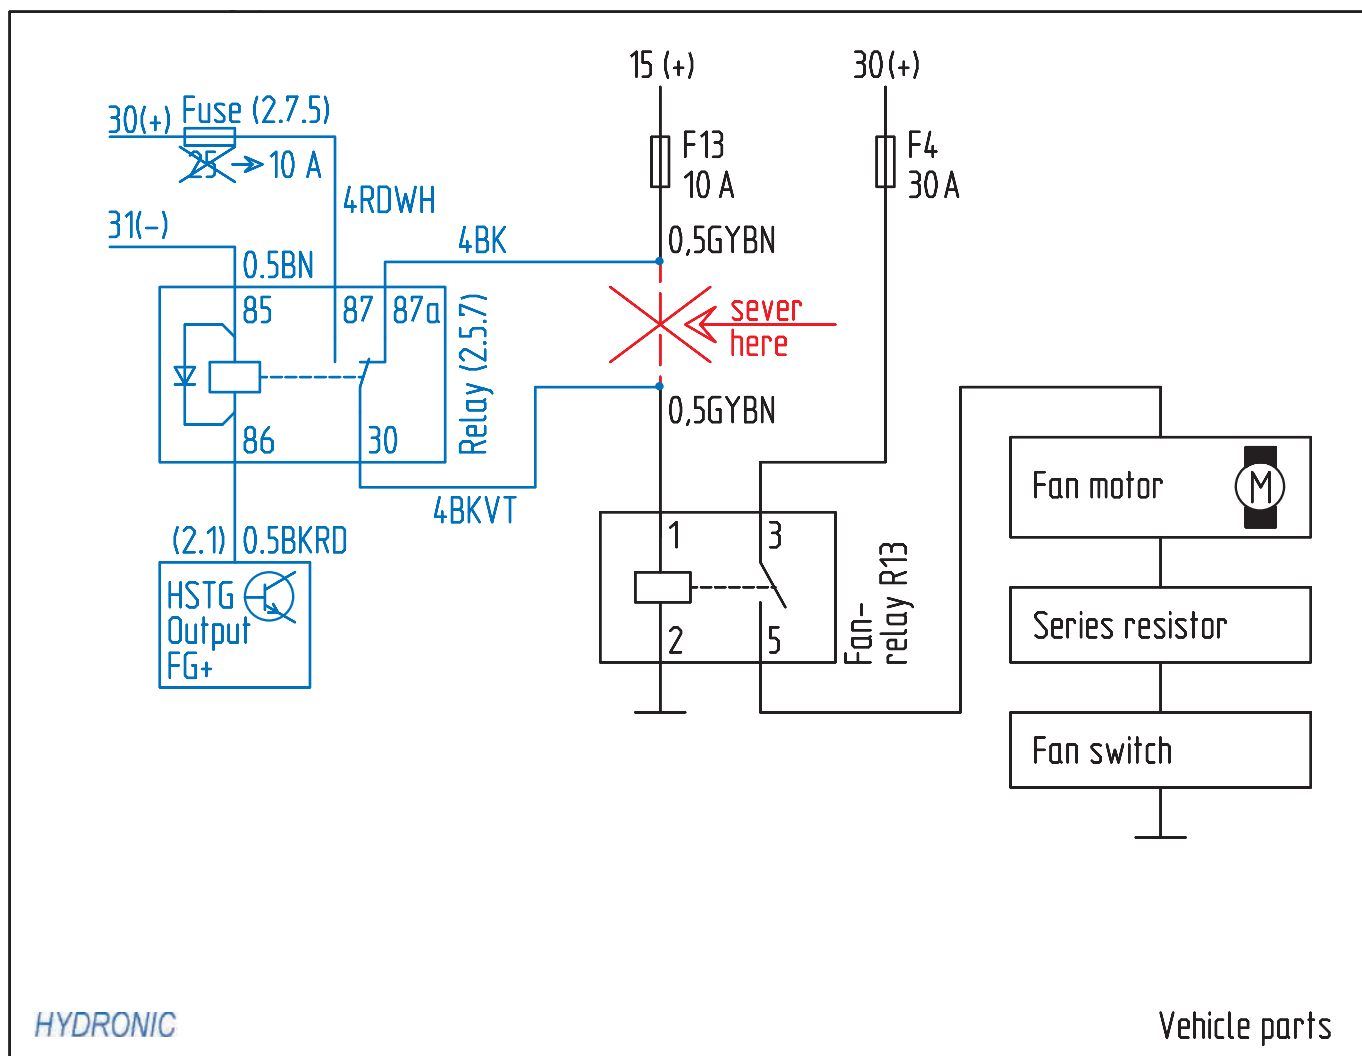 15 (+)
30(+)
30(+)
Fuse (2.7.5)
25 → 10 A
F13
10 A
F4
30 A
4RDWH
31(-)
4BK
0,5GYBN
0.5BN
85
87
87a
Relay (2.5.7)
sever
here
86
30
0,5GYBN
4BKVT
Fan motor
M
(2.1)
0.5BKRD
1
3
Fan-
relay R13
HSTG
Output
FG+
2
5
Series resistor
Fan switch
HYDRONIC
Vehicle parts